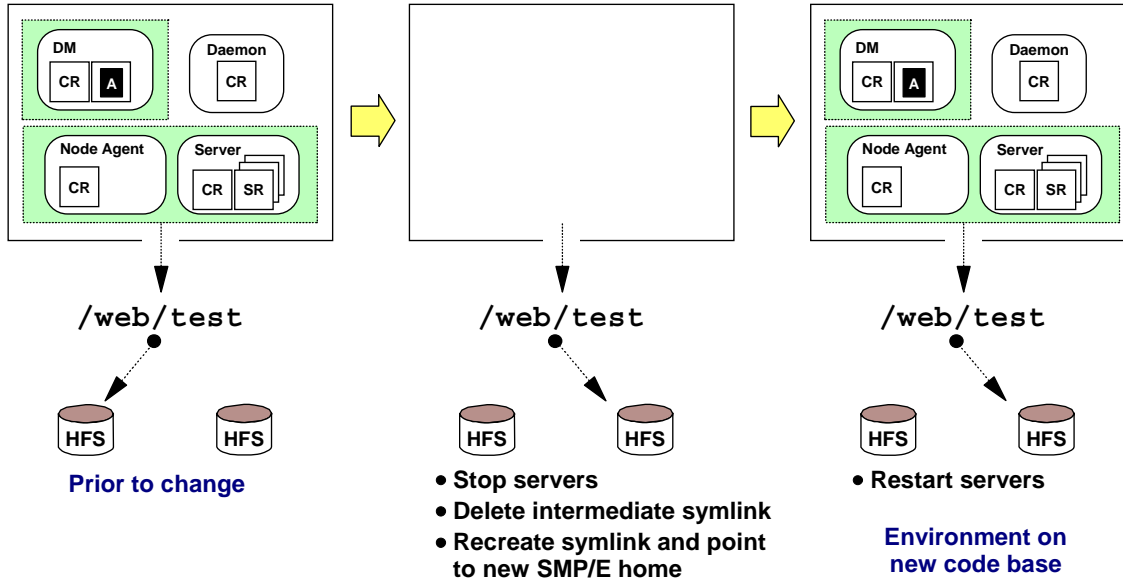 DM
CR
A
Daemon
CR
Node Agent
CR
Server
CR
SR
/web/test
HFS
HFS
Prior to change
/web/test
HFS
HFS
• Stop servers
• Delete intermediate symlink
• Recreate symlink and point
to new SMP/E home
DM
CR
A
Daemon
CR
Node Agent
CR
Server
CR
SR
/web/test
HFS
HFS
• Restart servers
Environment on
new code base